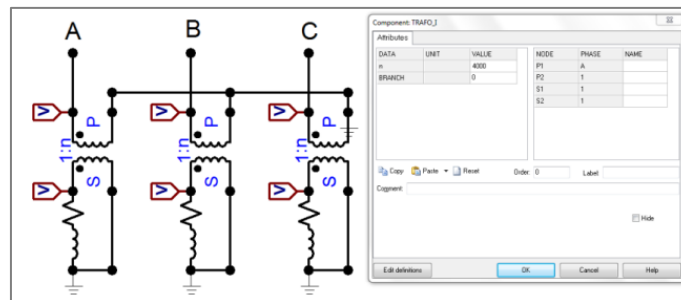 A
B
C
V
V
V
P
P
P
1:n
1:n
1:n
S
S
S
V
V
V
Component: TRAFO_I
Attributes
DATA UNIT VALUE
n 4000
BRANCH 0
NODE PHASE NAME
P1 A
P2 1
S1 1
S2 1
Copy Paste Reset Order: 0 Label:
Comment:
Hide
Edit definitions OK Cancel Help